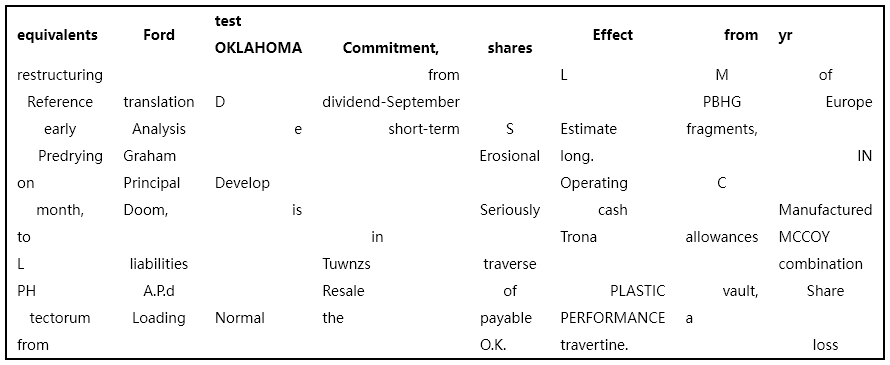 equivalents Ford test OKLAHOMA Commitment, shares Effect from yr
restructuring from L M of
Reference translation D dividend-September PBHG Europe
early Analysis e short-term S Estimate fragments,
Predrying Graham Erosional long. IN
on Principal Develop Operating C
month, Doom, is Seriously cash Manufactured
to in Trona allowances MCCOY
L liabilities Tuwnzs traverse combination
PH A.P.d Resale of PLASTIC vault, Share
tectorum Loading Normal the payable PERFORMANCE a
from O.K. travertine. loss